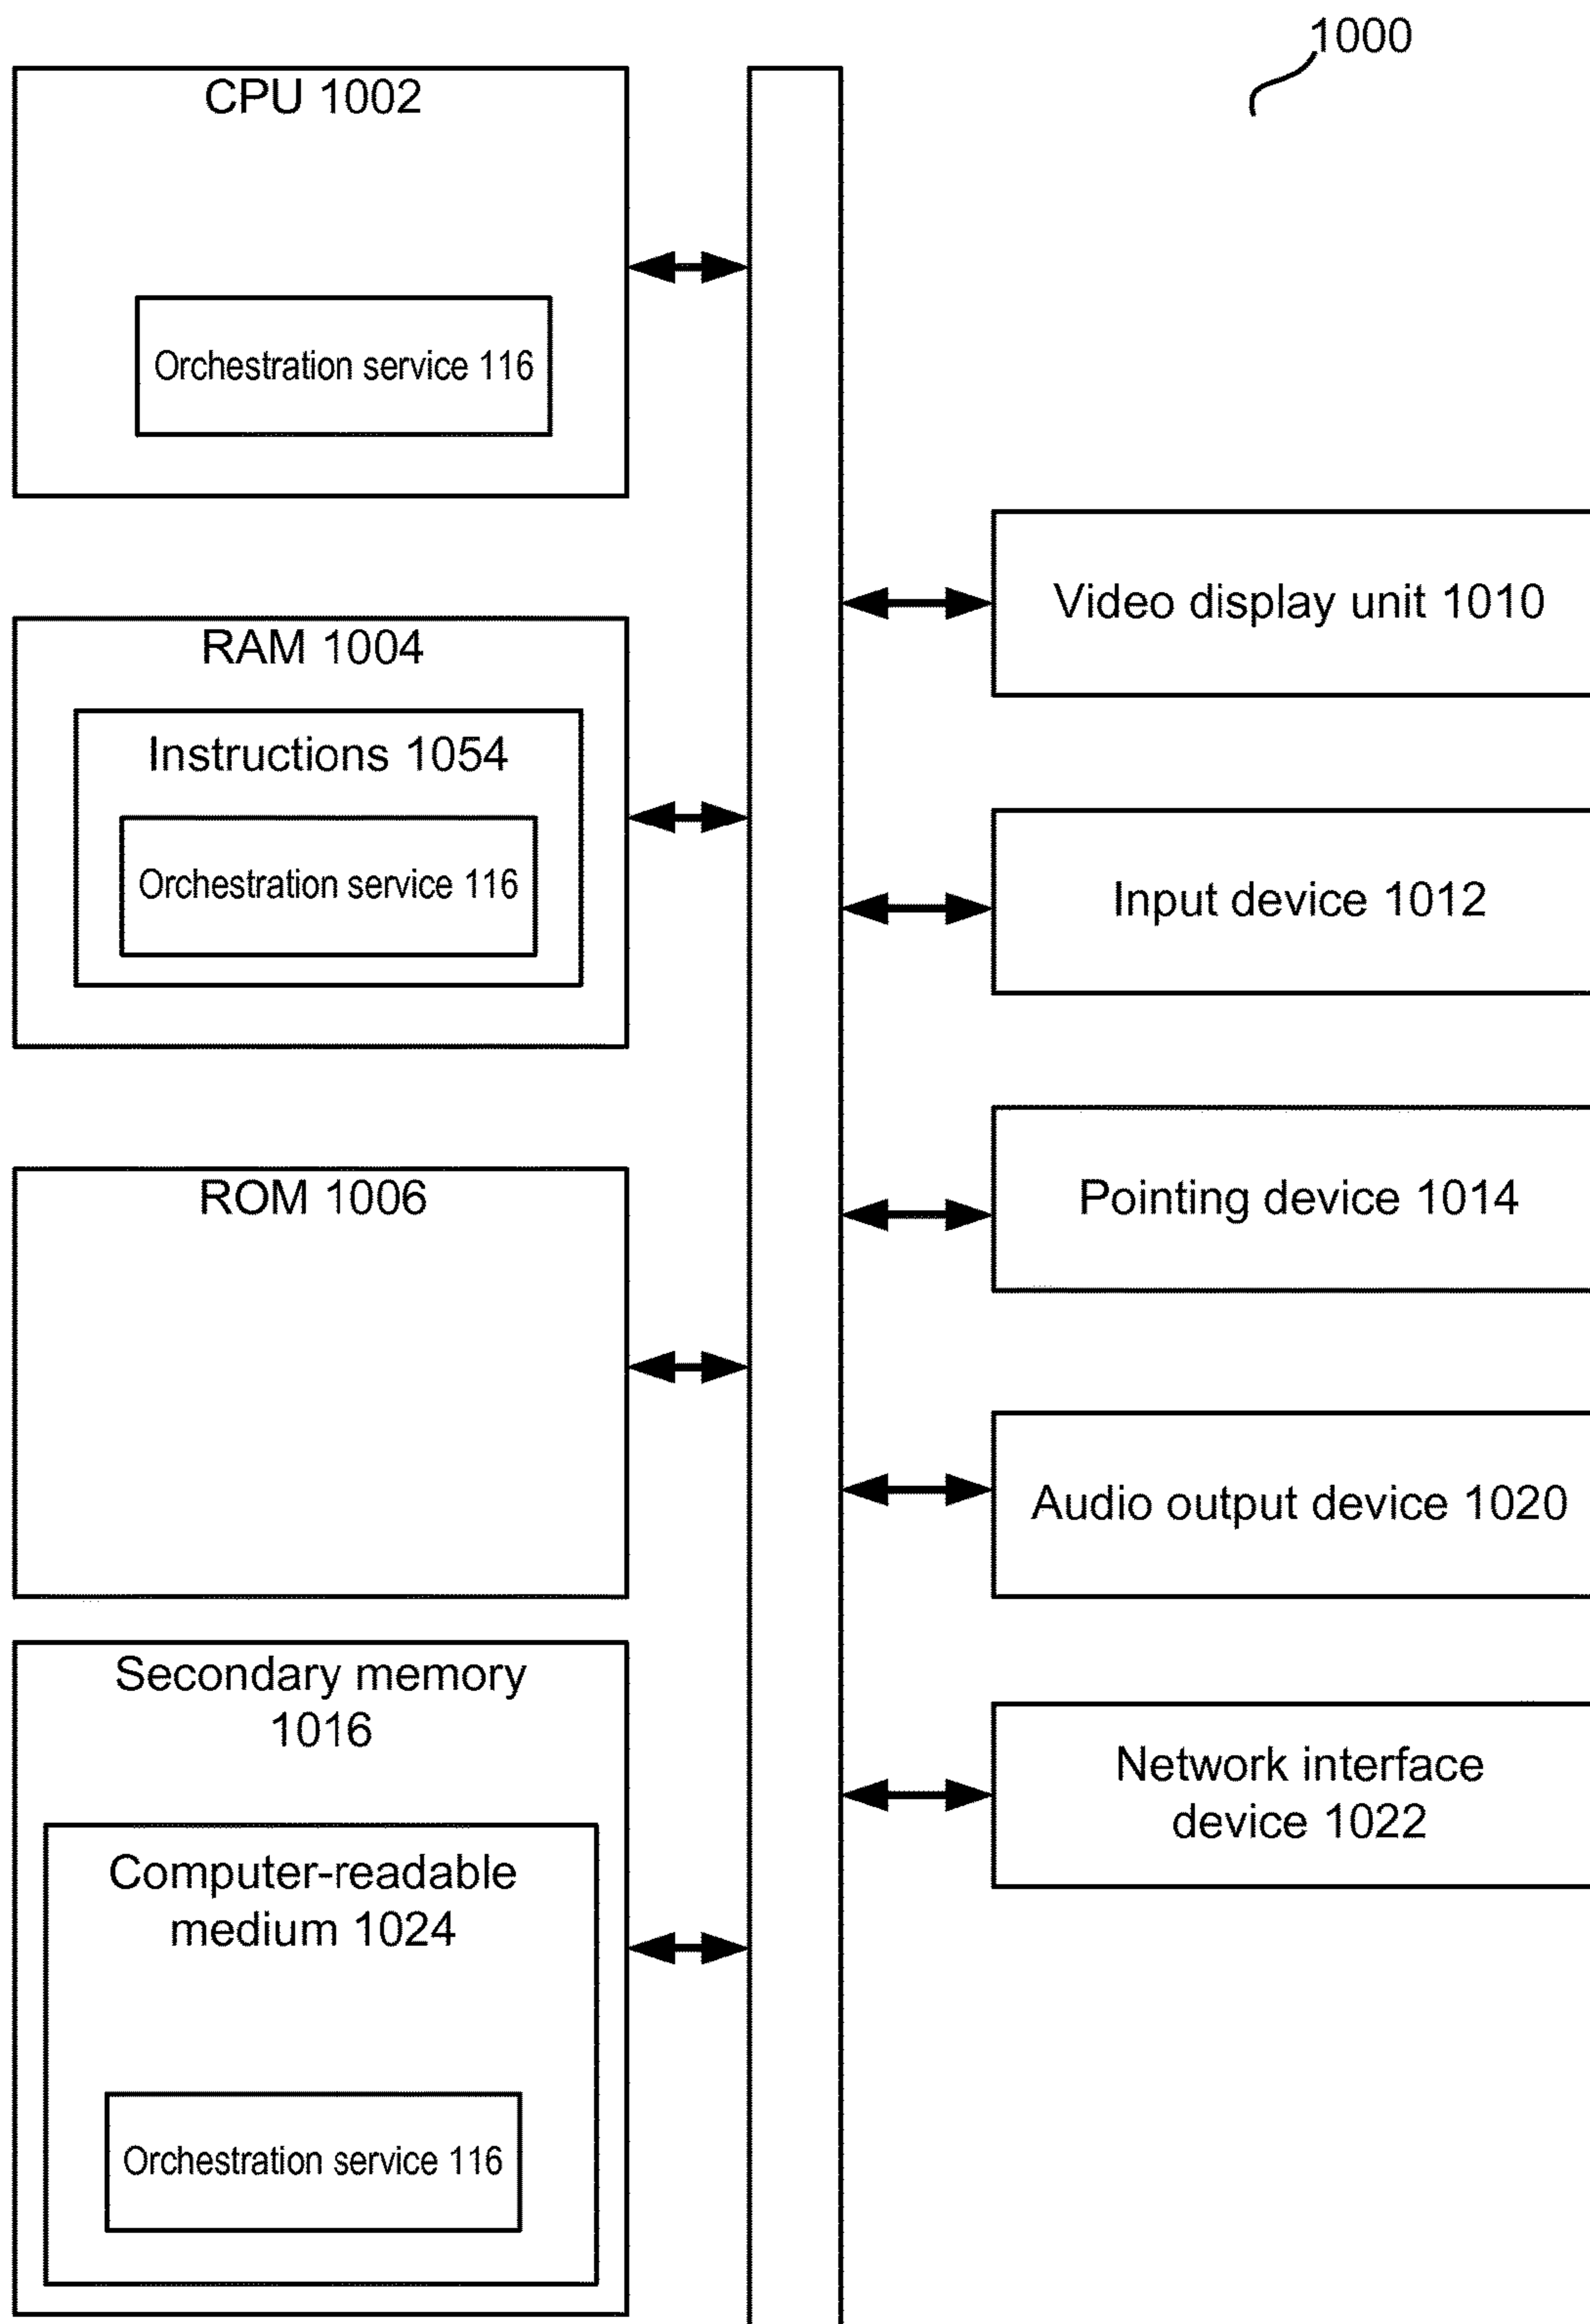 1000
CPU 1002
Orchestration service 116
RAM 1004
Instructions 1054
Orchestration service 116
ROM 1006
Secondary memory
1016
Computer-readable
medium 1024
Orchestration service 116
Video display unit 1010
Input device 1012
Pointing device 1014
Audio output device 1020
Network interface
device 1022